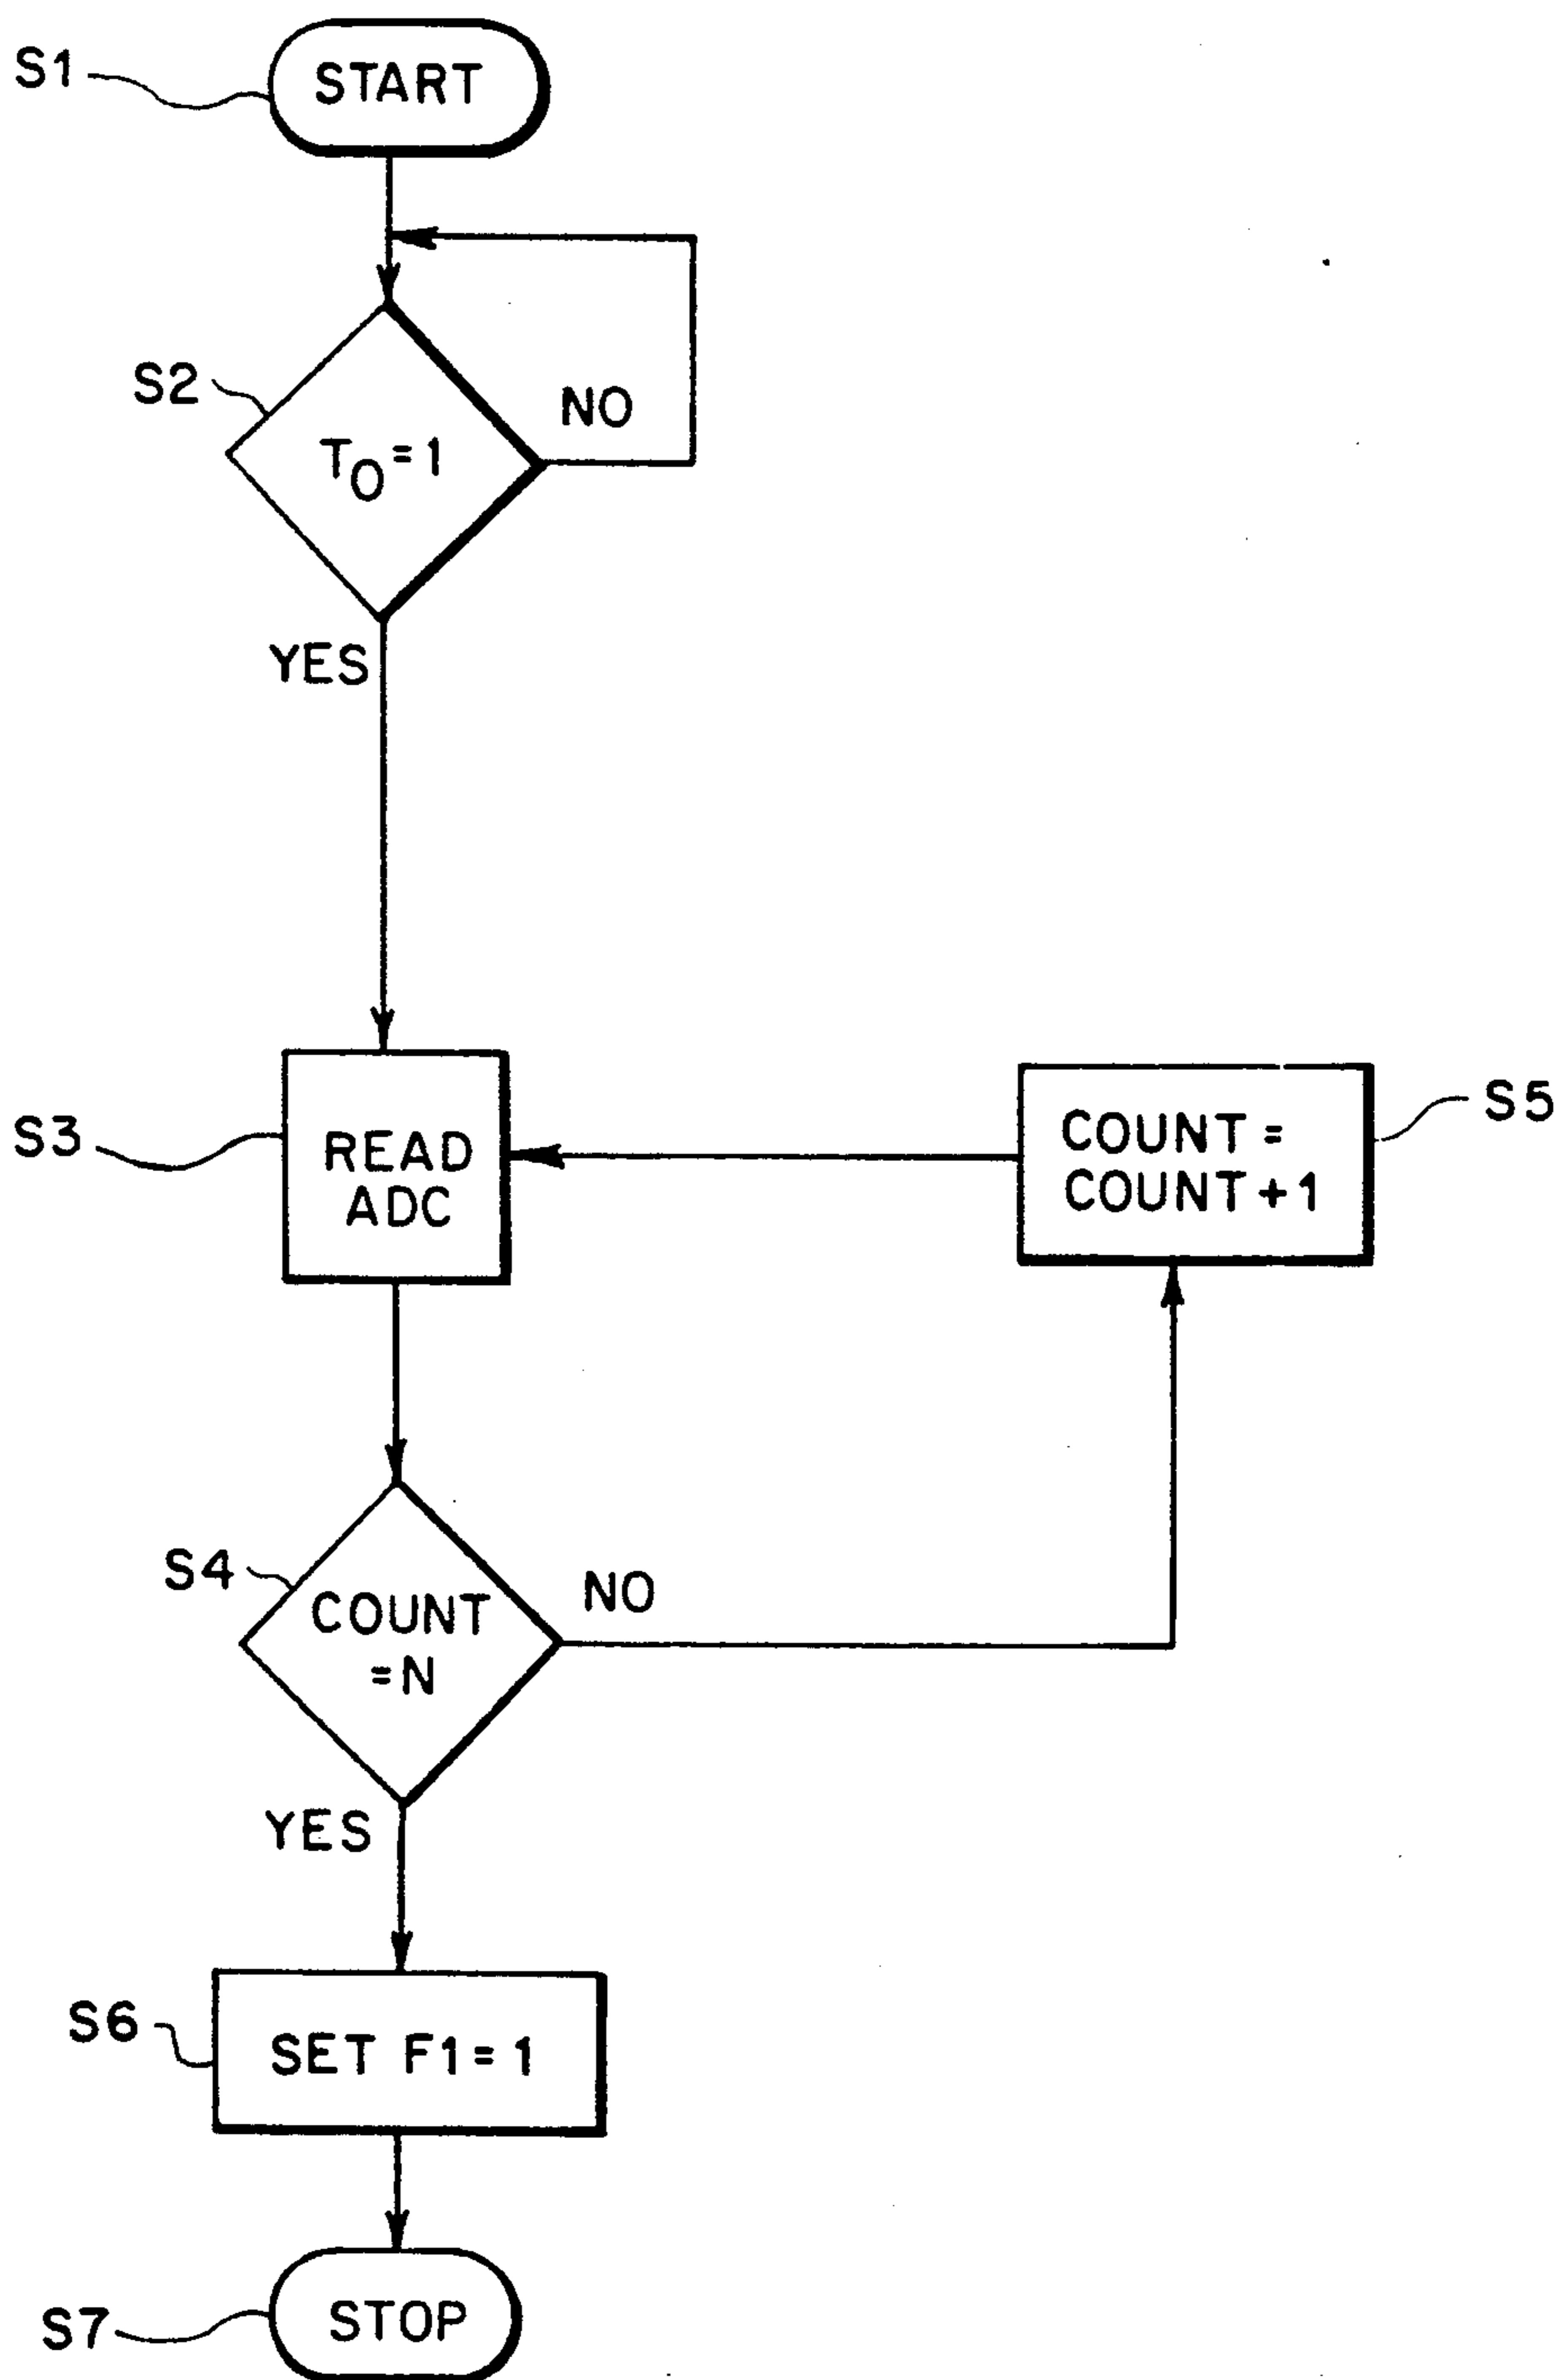 S1
START
S2
T₀=1
NO
YES
S3
READ
ADC
COUNT=
COUNT+1
S5
S4
COUNT
=N
NO
YES
S6
SET F1=1
S7
STOP